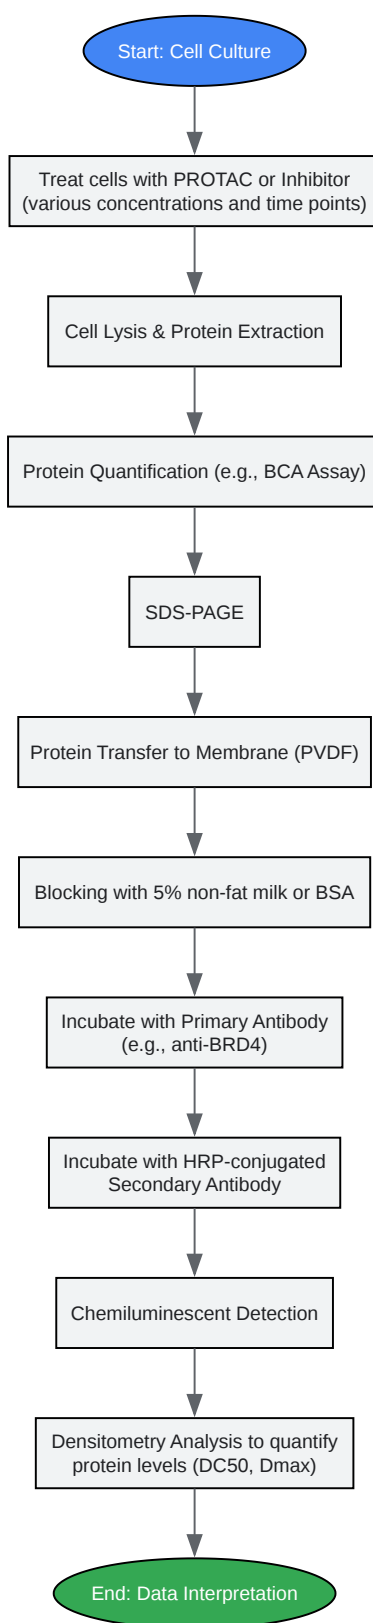 Start: Cell Culture
Treat cells with PROTAC or Inhibitor
(various concentrations and time points)
Cell Lysis & Protein Extraction
Protein Quantification (e.g., BCA Assay)
SDS-PAGE
Protein Transfer to Membrane (PVDF)
Blocking with 5% non-fat milk or BSA
Incubate with Primary Antibody
(e.g., anti-BRD4)
Incubate with HRP-conjugated
Secondary Antibody
Chemiluminescent Detection
Densitometry Analysis to quantify
protein levels (DC50, Dmax)
End: Data Interpretation